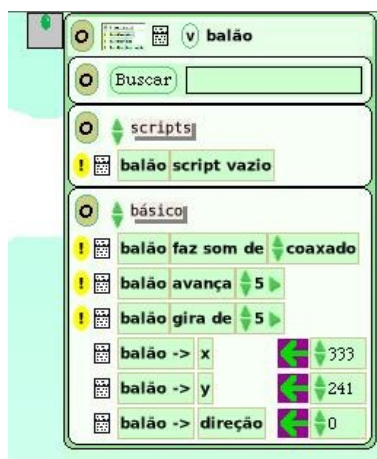 v balão
Buscar
scripts
! balão script vazio
básico
! balão faz som de coaxado
! balão avança 5
! balão gira de 5
balão -> x 333
balão -> y 241
balão -> direção 0